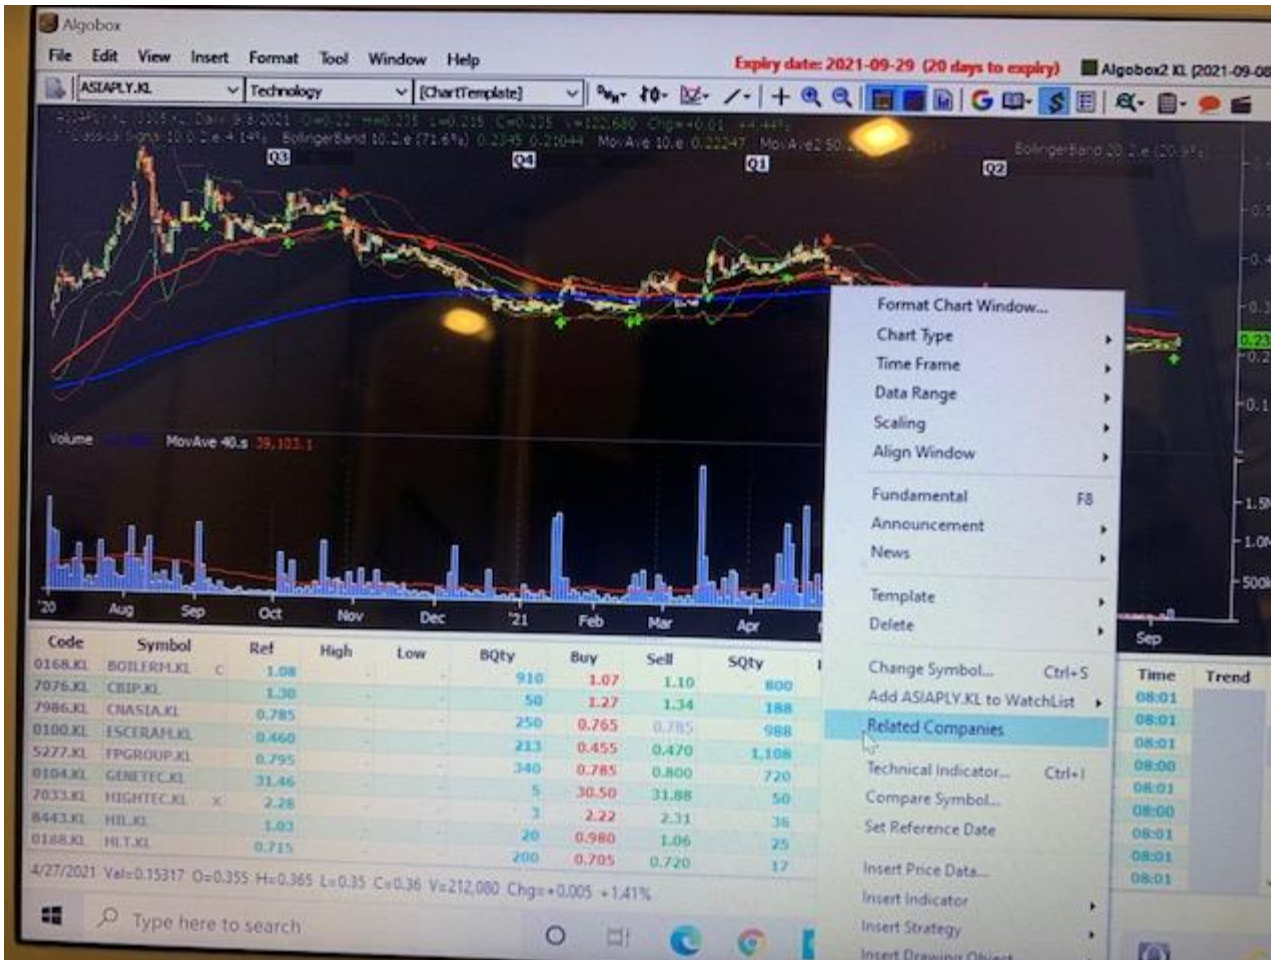 Algobox
File Edit View Insert Format Tool Window Help
Expiry date: 2021-09-29 (20 days to expiry)
Algobox2 KL (2021-09-08
ASIAPLY.KL Technology [ChartTemplate]
Q3 Q4 Q1 Q2
Volume MovAve 40.s 39,103.1
'20 Aug Sep Oct Nov Dec '21 Feb Mar Apr Sep
Format Chart Window...
Chart Type
Time Frame
Data Range
Scaling
Align Window
Fundamental F8
Announcement
News
Template
Delete
Change Symbol... Ctrl+S
Add ASIAPLY.KL to WatchList
Related Companies
Technical Indicator... Ctrl+I
Compare Symbol...
Set Reference Date
Insert Price Data...
Insert Indicator
Insert Strategy
Insert Drawing Object
Code Symbol Ref High Low BQty Buy Sell SQty Time Trend
0168.KL BOILERM.KL C 1.08 910 1.07 1.10 800 08:01
7076.KL CBIP.KL 1.30 50 1.27 1.34 188 08:01
7986.KL CNASIA.KL 0.785 250 0.765 0.785 988 08:01
0100.KL ESCERAM.KL 0.460 213 0.455 0.470 1,108 08:00
5277.KL FPGROUP.KL 0.795 340 0.785 0.800 720 08:01
0104.KL GENETEC.KL 31.46 5 30.50 31.88 50 08:00
7033.KL HIGHTEC.KL X 2.26 3 2.22 2.31 36 08:01
8443.KL HIL.KL 1.03 20 0.980 1.06 25 08:01
0188.KL HLT.KL 0.715 200 0.705 0.720 17 08:01
4/27/2021 Val=0.15317 O=0.355 H=0.365 L=0.35 C=0.36 V=212,080 Chg=+0.005 +1.41%
Type here to search